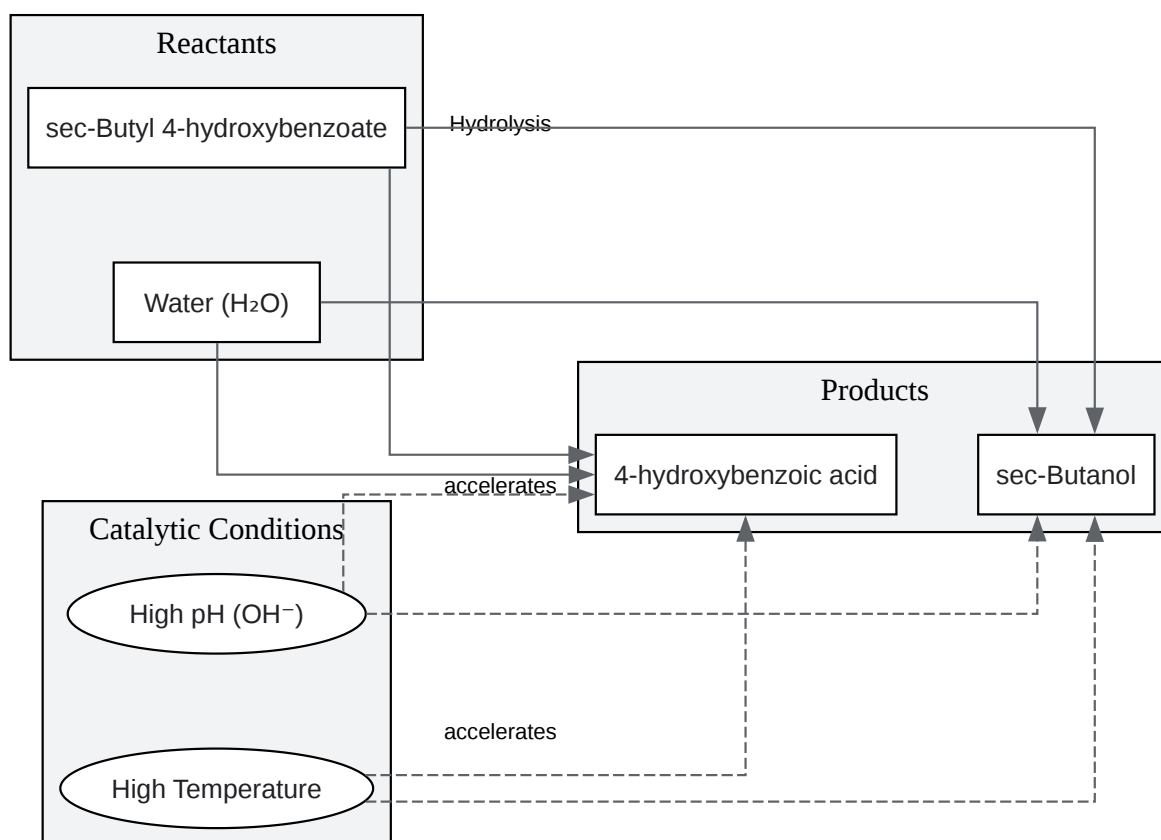 Reactants
sec-Butyl 4-hydroxybenzoate
Hydrolysis
Water (H₂O)
Products
4-hydroxybenzoic acid
sec-Butanol
accelerates
Catalytic Conditions
High pH (OH⁻)
accelerates
High Temperature